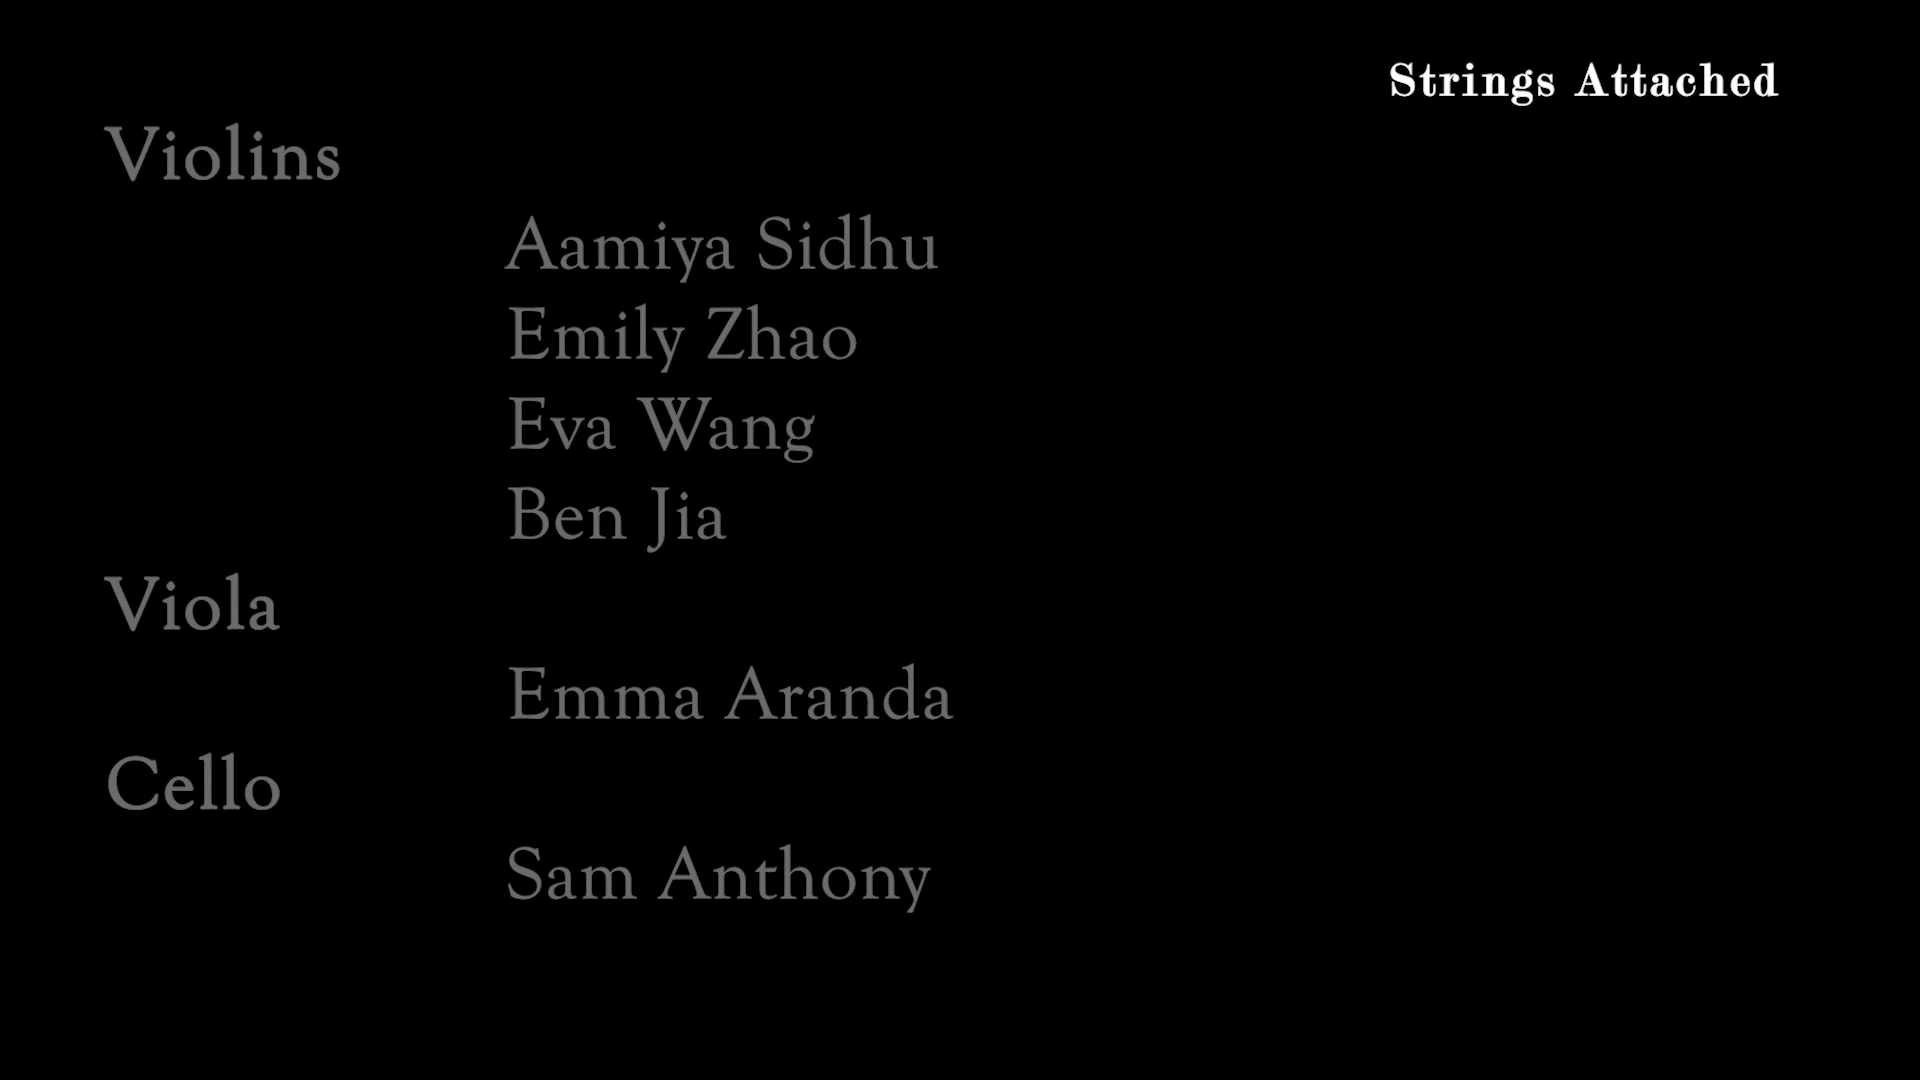 Strings Attached
Violins
Aamiya Sidhu
Emily Zhao
Eva Wang
Ben Jia
Viola
Emma Aranda
Cello
Sam Anthony